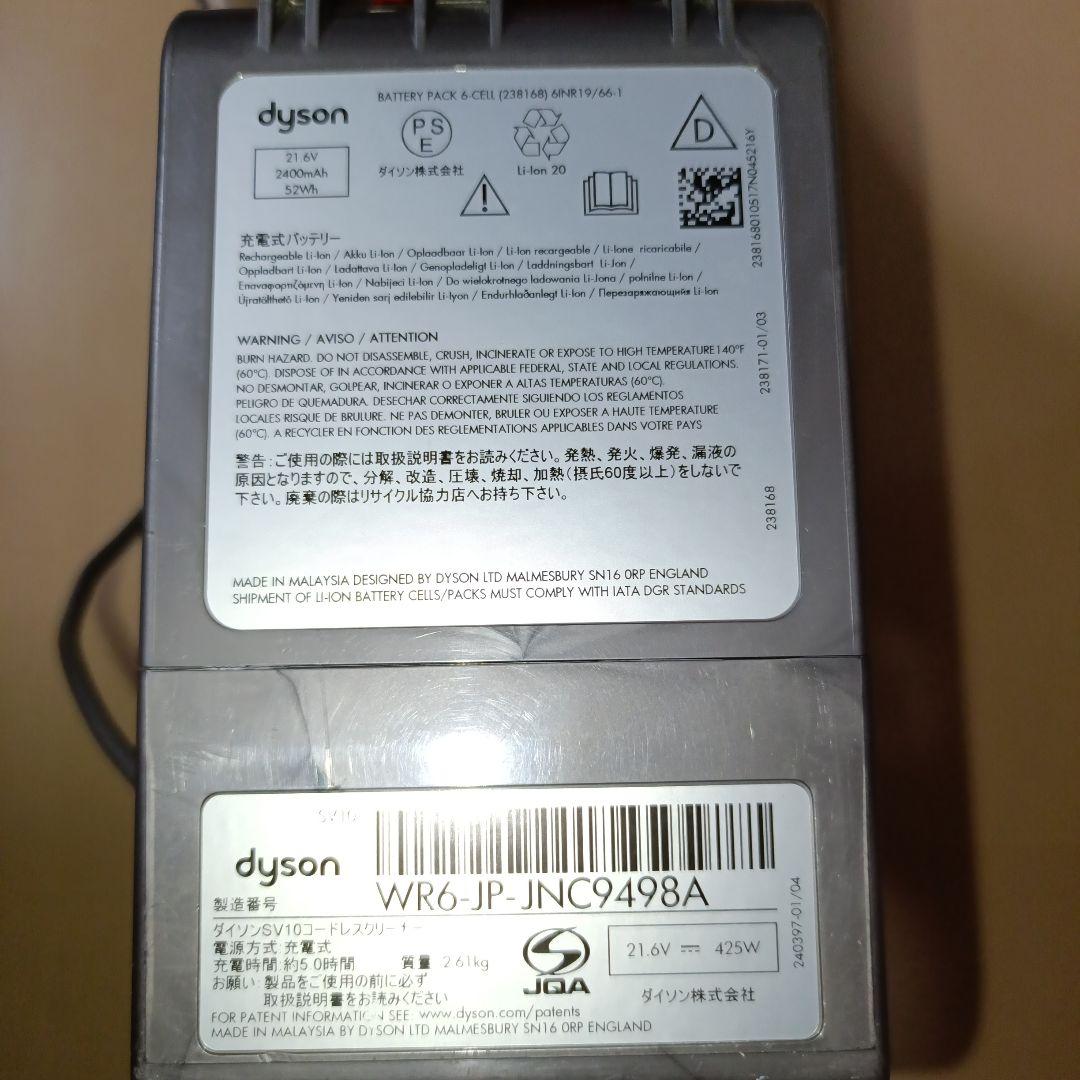 BATTERY PACK 6-CELL (238168) 6INR19/66-1
dyson
PSE
D
21.6V
2400mAh
52Wh
ダイソン株式会社
Li-Ion 20
238168010517N045216Y
充電式バッテリー
Rechargeable Li-Ion / Akku Li-Ion / Oplaadbaar Li-Ion / Li-Ion recargeable / Li-Ione ricaricabile /
Oppladbart Li-Ion / Ladattava Li-Ion / Genopladeligt Li-Ion / Laddningsbart Li-Jon /
Επαναφορτιζόμενη Li-Ion / Nabíjecí Li-Ion / Do wielokrotnego ladowania Li-Jona / polnilne Li-Ion /
Újratölthető Li-Ion / Yeniden sarj edilebilir Li-Iyon / Endurhlaðanlegt Li-Ion / Перезаряжающийся Li-Ion
WARNING / AVISO / ATTENTION
BURN HAZARD. DO NOT DISASSEMBLE, CRUSH, INCINERATE OR EXPOSE TO HIGH TEMPERATURE140°F
(60°C). DISPOSE OF IN ACCORDANCE WITH APPLICABLE FEDERAL, STATE AND LOCAL REGULATIONS.
NO DESMONTAR, GOLPEAR, INCINERAR O EXPONER A ALTAS TEMPERATURAS (60°C).
PELIGRO DE QUEMADURA. DESECHAR CORRECTAMENTE SIGUIENDO LOS REGLAMENTOS
LOCALES RISQUE DE BRULURE. NE PAS DEMONTER, BRULER OU EXPOSER A HAUTE TEMPERATURE
(60°C). A RECYCLER EN FONCTION DES REGLEMENTATIONS APPLICABLES DANS VOTRE PAYS
238171-01/03
警告:ご使用の際には取扱説明書をお読みください。発熱、発火、爆発、漏液の
原因となりますので、分解、改造、圧壊、焼却、加熱(摂氏60度以上)をしないで
下さい。廃棄の際はリサイクル協力店へお持ち下さい。
238168
MADE IN MALAYSIA DESIGNED BY DYSON LTD MALMESBURY SN16 0RP ENGLAND
SHIPMENT OF LI-ION BATTERY CELLS/PACKS MUST COMPLY WITH IATA DGR STANDARDS
SV10
dyson
製造番号
WR6-JP-JNC9498A
ダイソンSV10コードレスクリーナー
電源方式:充電式
充電時間:約5.0時間 質量 2.61kg
お願い:製品をご使用の前に必ず
取扱説明書をお読みください
JQA
21.6V ⎓ 425W
ダイソン株式会社
240397-01/04
FOR PATENT INFORMATION SEE: www.dyson.com/patents
MADE IN MALAYSIA BY DYSON LTD MALMESBURY SN16 0RP ENGLAND